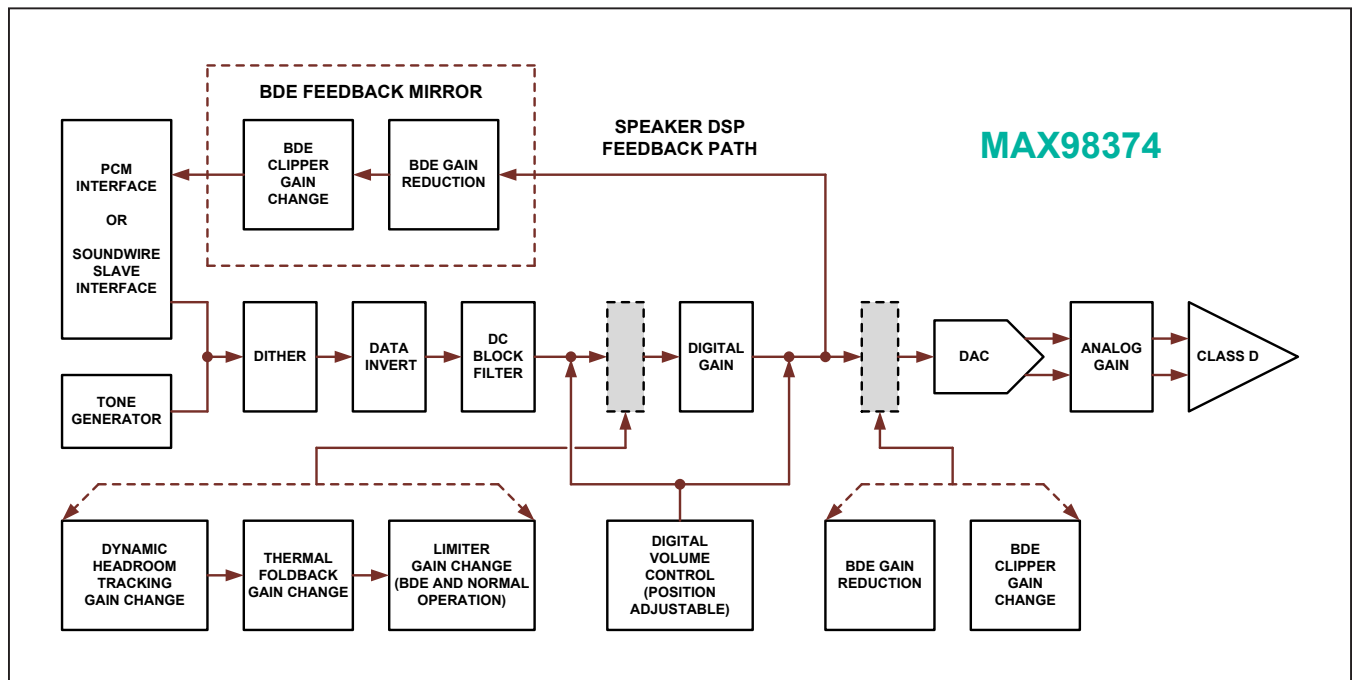 BDE FEEDBACK MIRROR
SPEAKER DSP
FEEDBACK PATH
MAX98374
PCM
INTERFACE
OR
SOUNDWIRE
SLAVE
INTERFACE
BDE
CLIPPER
GAIN
CHANGE
BDE GAIN
REDUCTION
TONE
GENERATOR
DITHER
DATA
INVERT
DC
BLOCK
FILTER
DIGITAL
GAIN
DAC
ANALOG
GAIN
CLASS D
DYNAMIC
HEADROOM
TRACKING
GAIN CHANGE
THERMAL
FOLDBACK
GAIN CHANGE
LIMITER
GAIN CHANGE
(BDE AND NORMAL
OPERATION)
DIGITAL
VOLUME
CONTROL
(POSITION
ADJUSTABLE)
BDE GAIN
REDUCTION
BDE
CLIPPER
GAIN
CHANGE